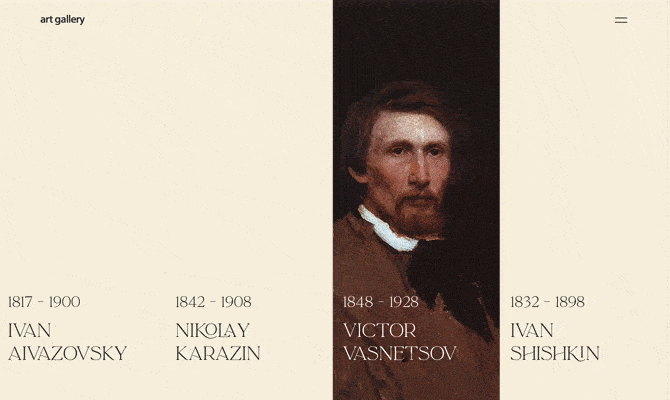 art gallery
1817 - 1900
IVAN
AIVAZOVSKY
1842 - 1908
NIKOLAY
KARAZIN
1848 - 1928
VICTOR
VASNETSOV
1832 - 1898
IVAN
SHISHKIN